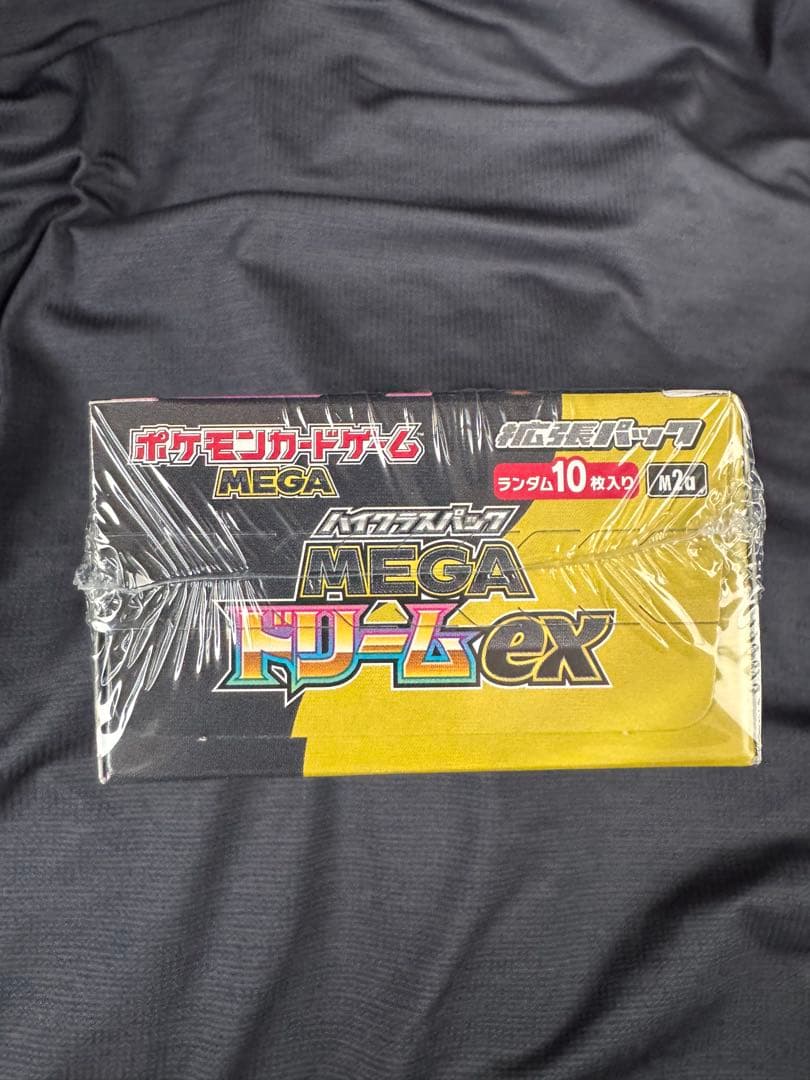 ポケモンカードゲーム
MEGA
拡張パック
ランダム10枚入り M2a
ハイクラスパック
MEGA
ドリームex